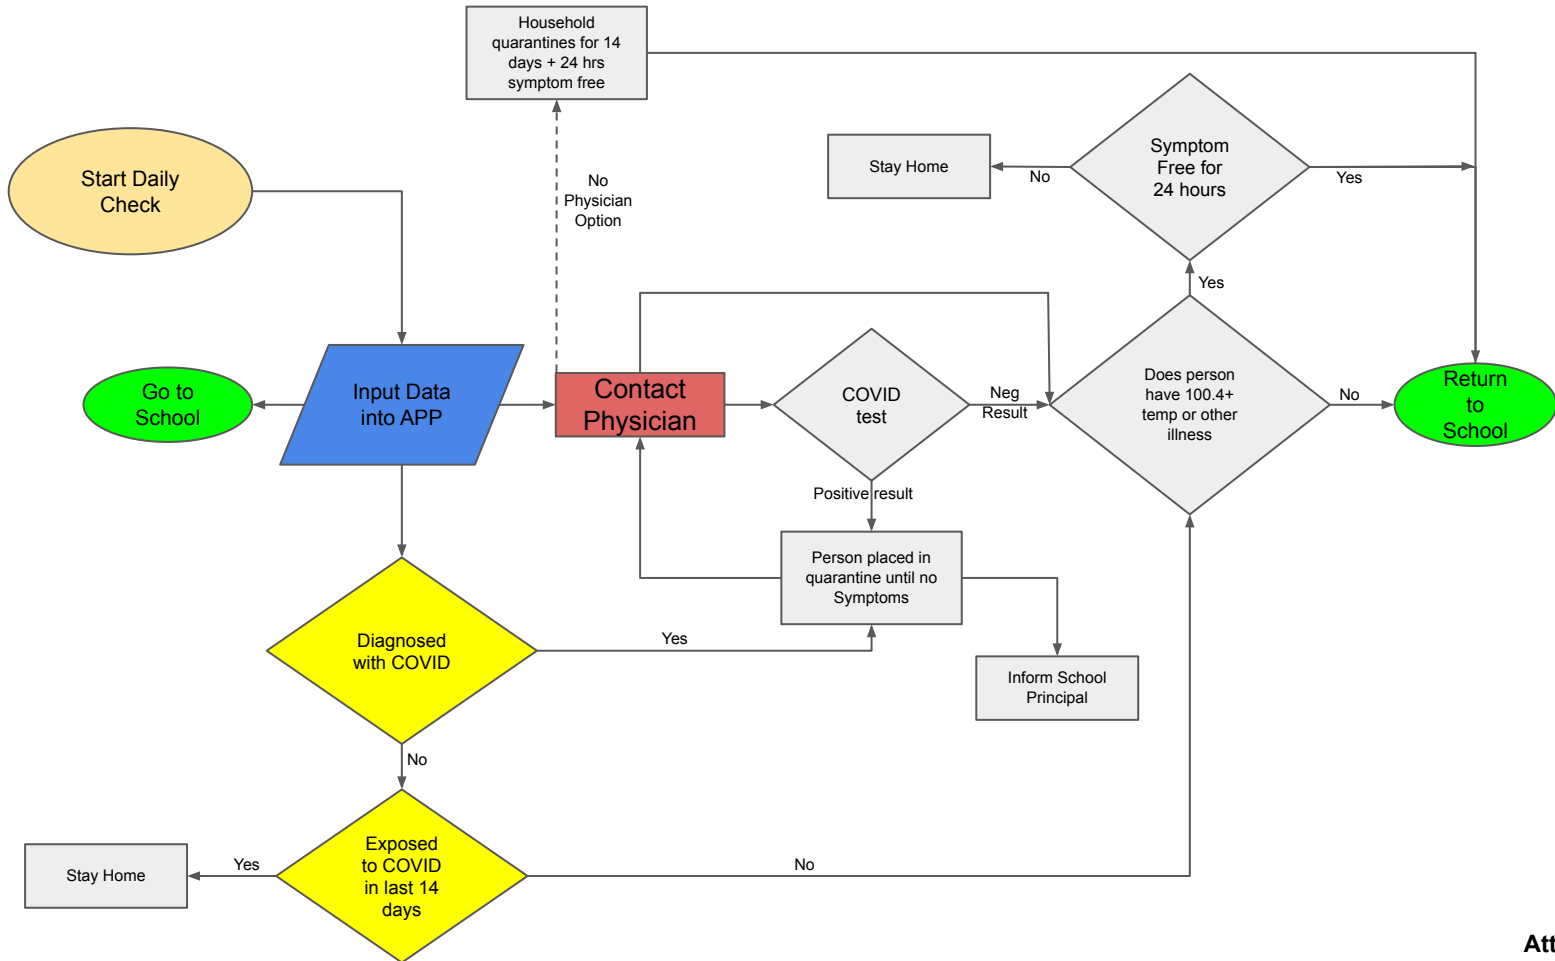 Household
quarantines for 14
days + 24 hrs
symptom free
Start Daily
Check
No
Physician
Option
Stay Home
No
Symptom
Free for
24 hours
Yes
Yes
Go to
School
Input Data
into APP
Contact
Physician
COVID
test
Neg
Result
Does person
have 100.4+
temp or other
illness
No
Return
to
School
Positive result
Person placed in
quarantine until no
Symptoms
Diagnosed
with COVID
Yes
Inform School
Principal
No
Exposed
to COVID
in last 14
days
Yes
Stay Home
No
Att